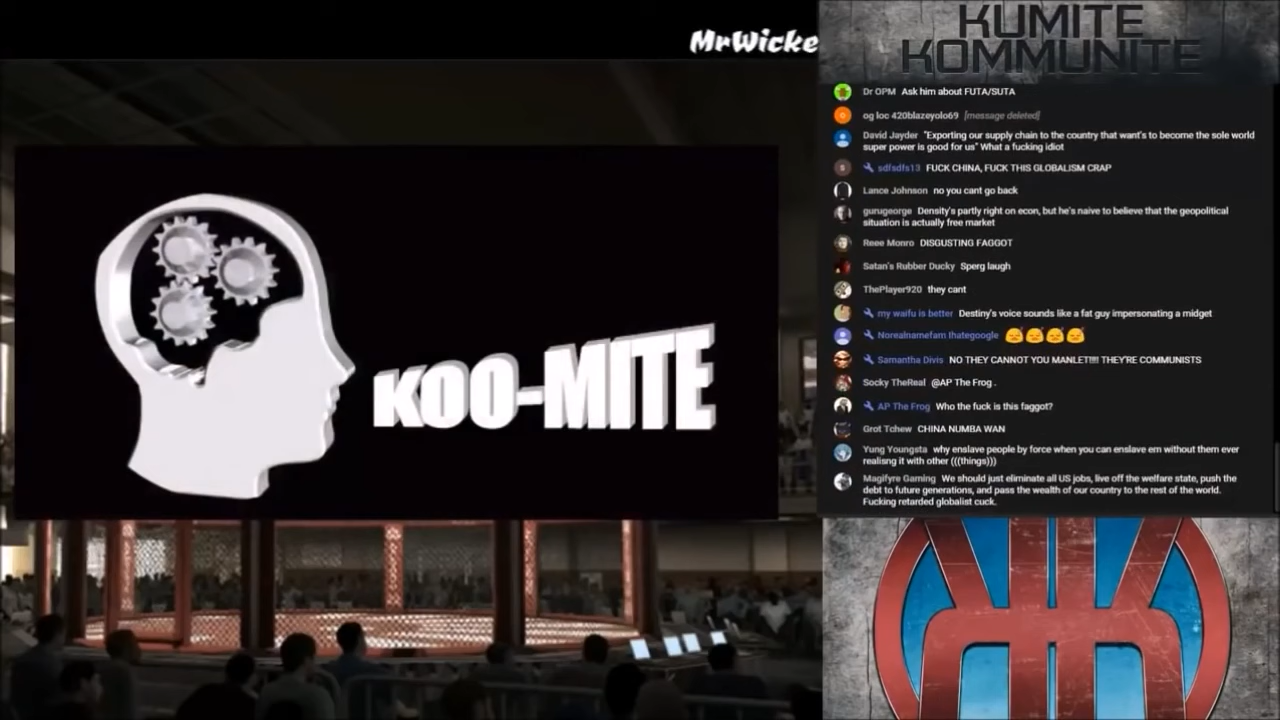 MrWicke
KOO-MITE
KUMITE
KOMMUNITE
Dr OPM Ask him about FUTA/SUTA
og loc 420blazeyolo69 [message deleted]
David Jayder "Exporting our supply chain to the country that want's to become the sole world
super power is good for us" What a fucking idiot
sdfsdfs13 FUCK CHINA, FUCK THIS GLOBALISM CRAP
Lance Johnson no you cant go back
gurugeorge Density's partly right on econ, but he's naive to believe that the geopolitical
situation is actually free market
Reee Monro DISGUSTING FAGGOT
Satan's Rubber Ducky Sperg laugh
ThePlayer920 they cant
my waifu is better Destiny's voice sounds like a fat guy impersonating a midget
Norealnamefam thategoogle
Samantha Divis NO THEY CANNOT YOU MANLET!!!! THEY'RE COMMUNISTS
Socky TheReal @AP The Frog .
AP The Frog Who the fuck is this faggot?
Grot Tchew CHINA NUMBA WAN
Yung Youngsta why enslave people by force when you can enslave em without them ever
realisng it with other (((things)))
Magifyre Gaming We should just eliminate all US jobs, live off the welfare state, push the
debt to future generations, and pass the wealth of our country to the rest of the world.
Fucking retarded globalist cuck.